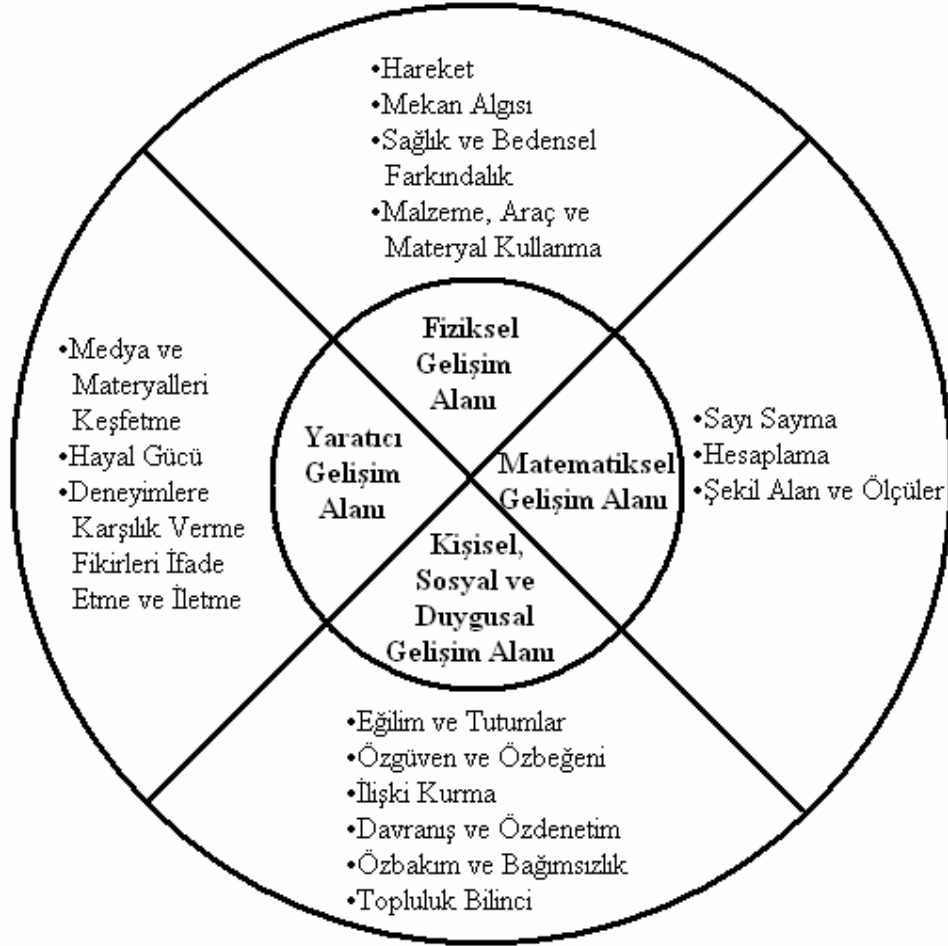 •Hareket
•Mekan Algısı
•Sağlık ve Bedensel
Farkındalık
•Malzeme, Araç ve
Materyal Kullanma
Fiziksel
Gelişim
Alanı
•Medya ve
Materyalleri
Keşfetme
•Hayal Gücü
•Deneyimlere
Karşılık Verme
Fikirleri İfade
Etme ve İletme
Yaratıcı
Gelişim
Alanı
Matematiksel
Gelişim Alanı
•Sayı Sayma
•Hesaplama
•Şekil Alan ve Ölçüler
Kişisel,
Sosyal ve
Duygusal
Gelişim Alanı
•Eğilim ve Tutumlar
•Özgüven ve Özbeğeni
•İlişki Kurma
•Davranış ve Özdenetim
•Özbakım ve Bağımsızlık
•Topluluk Bilinci